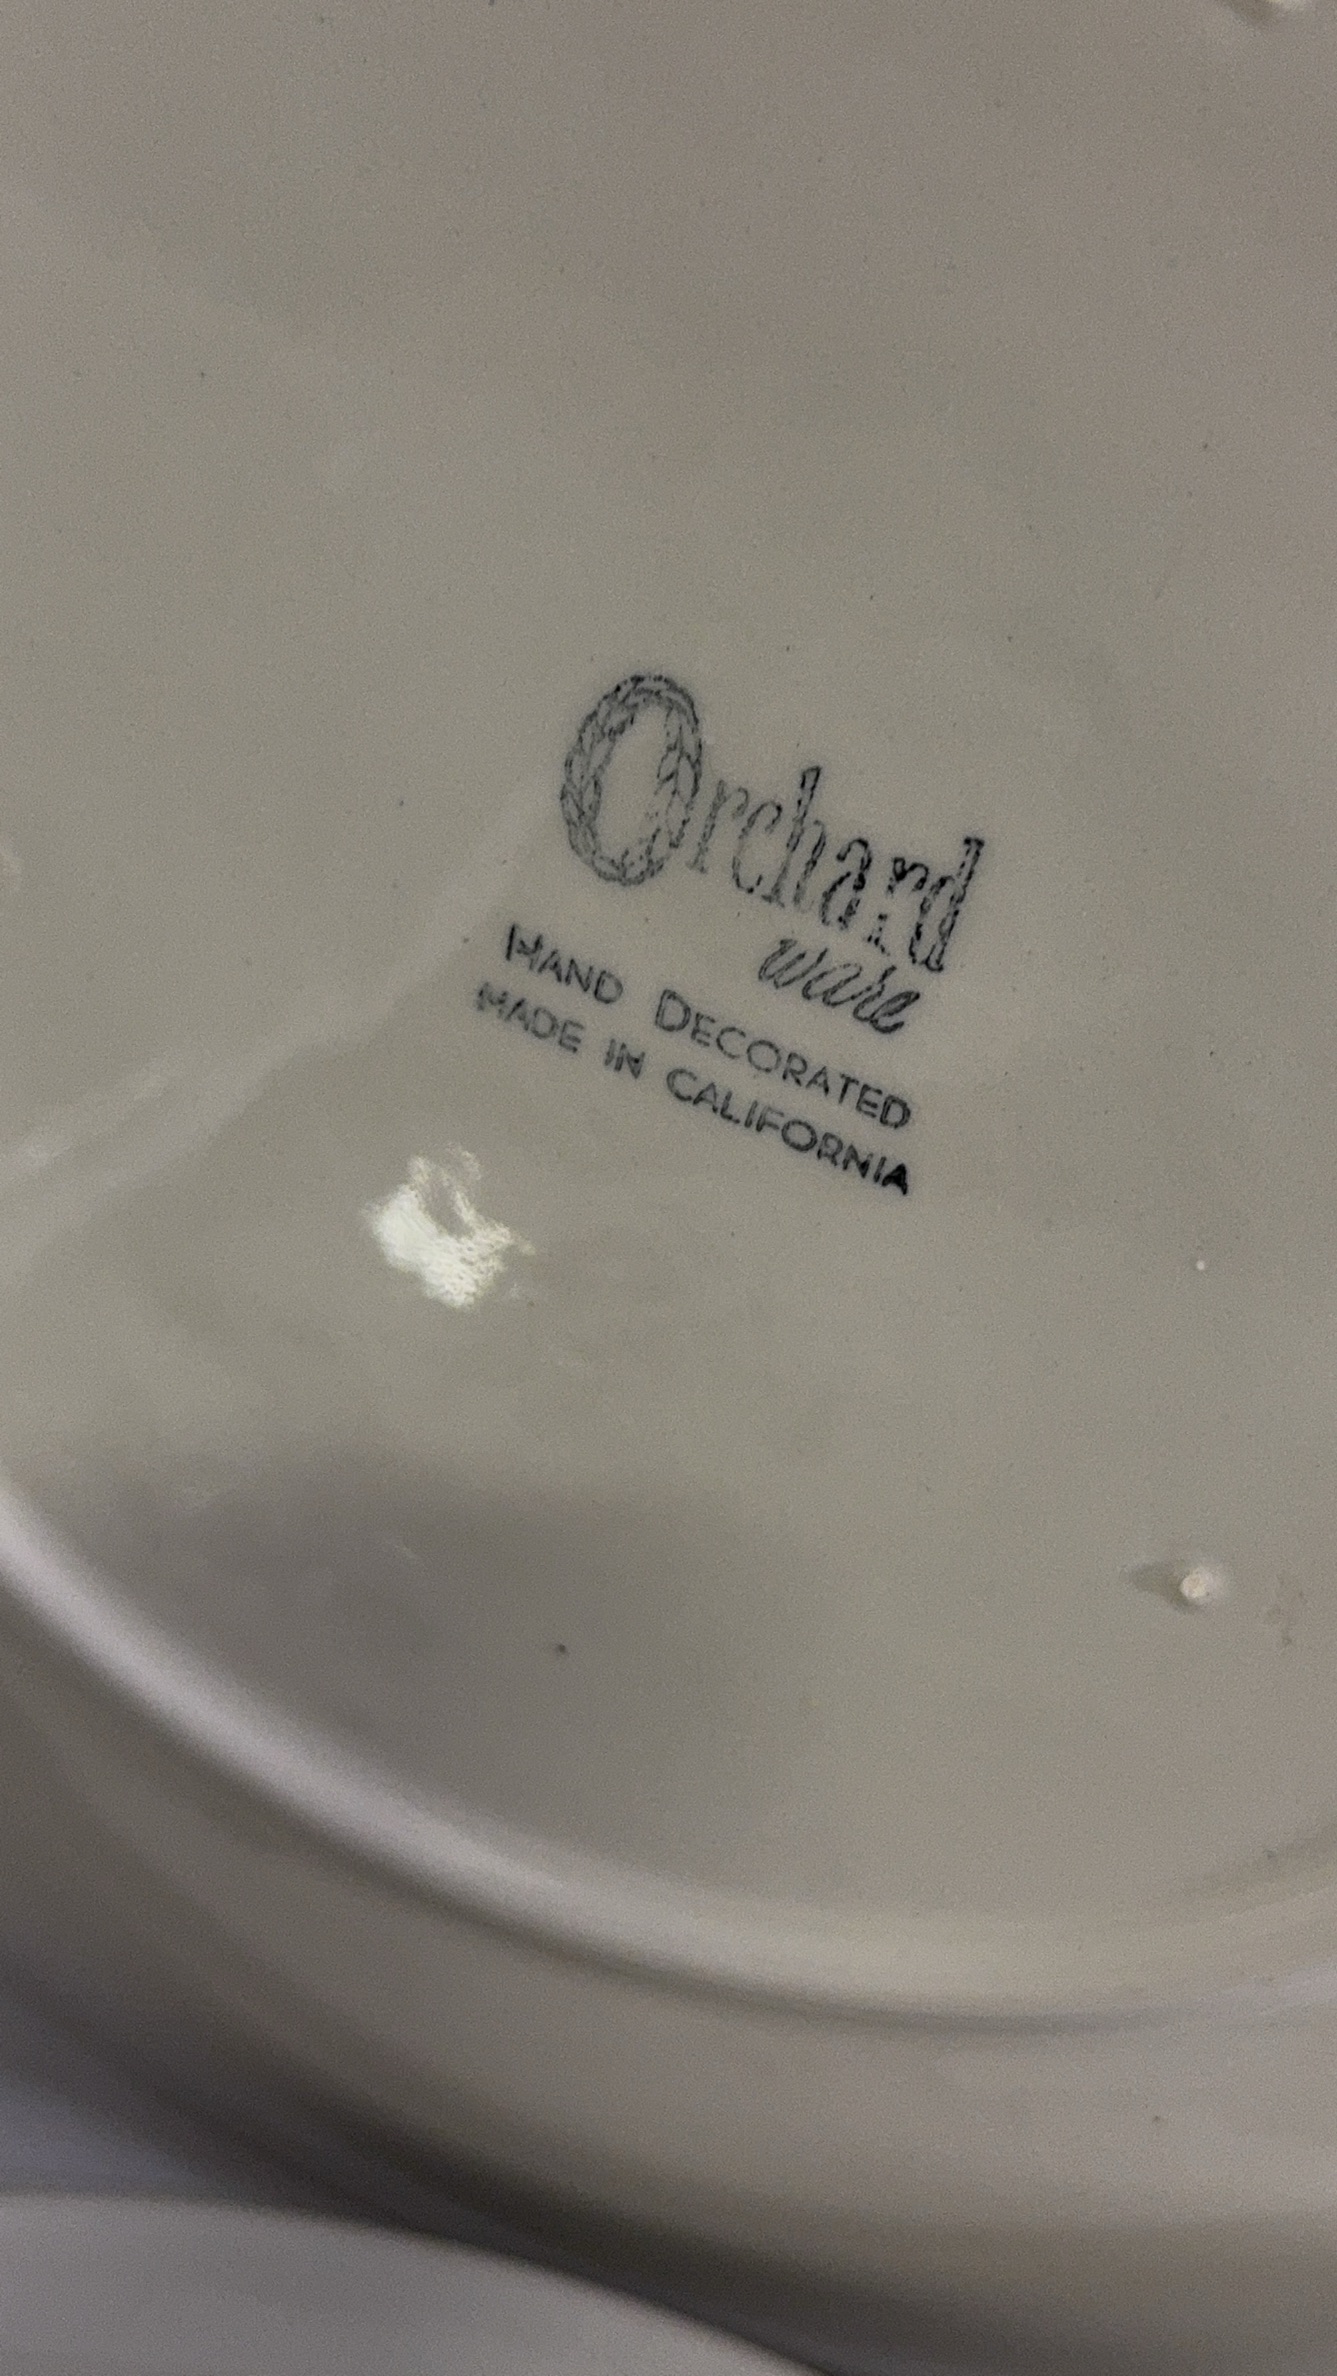 Orchard
ware
HAND DECORATED
MADE IN CALIFORNIA